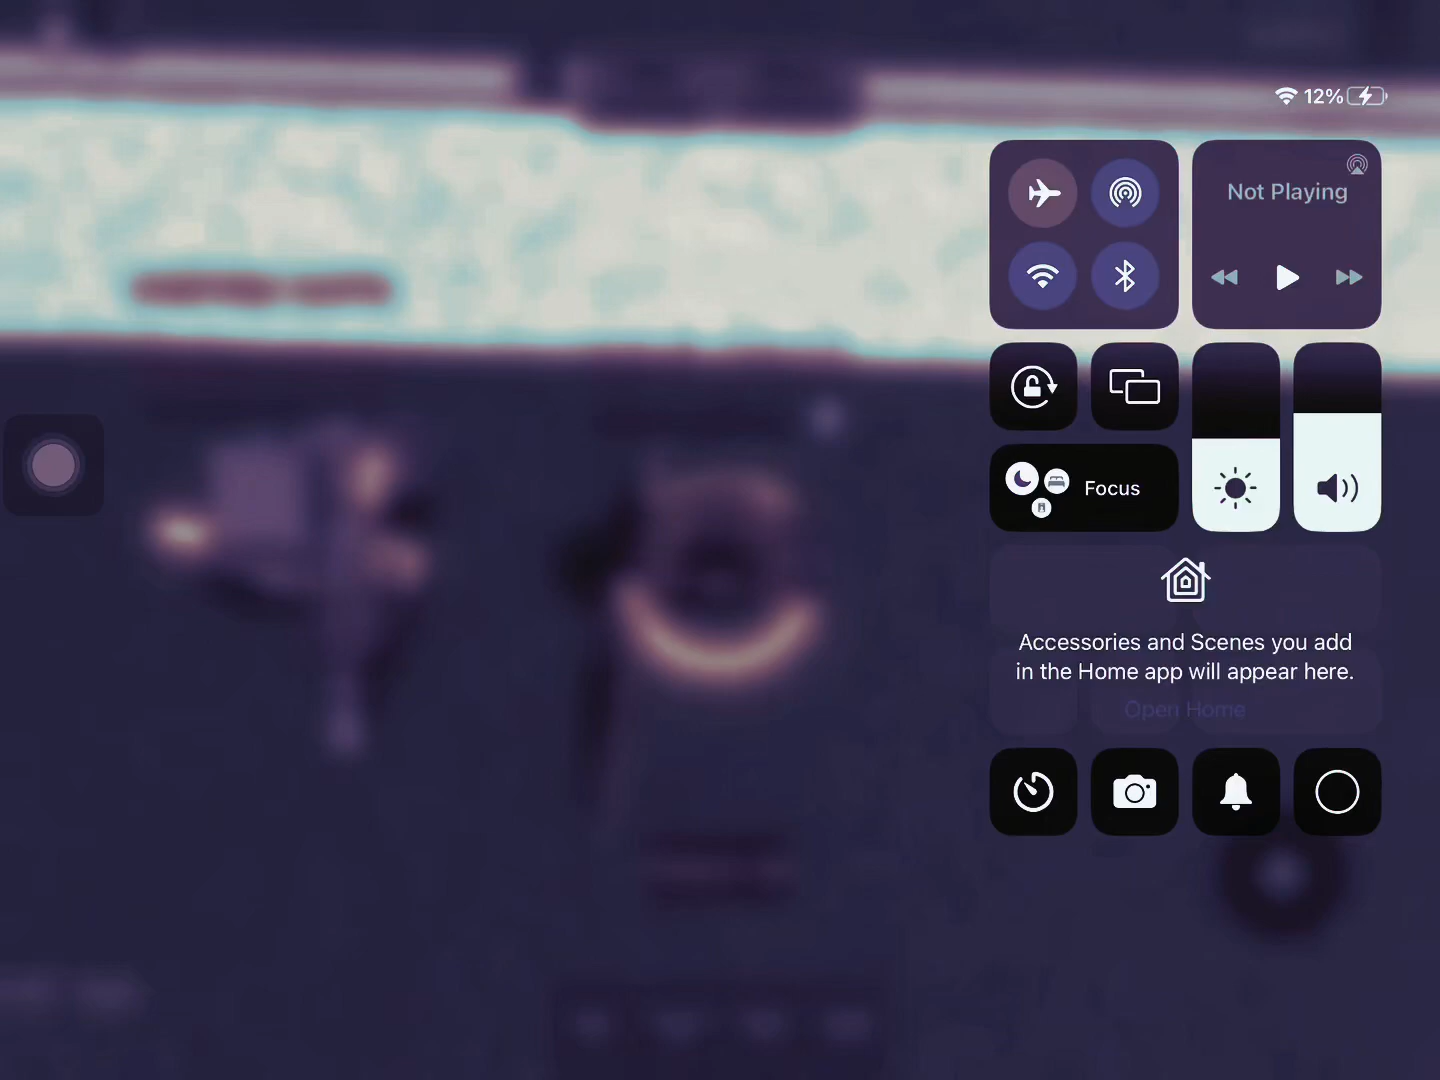 12%
Not Playing
Focus
Accessories and Scenes you add
in the Home app will appear here.
Open Home